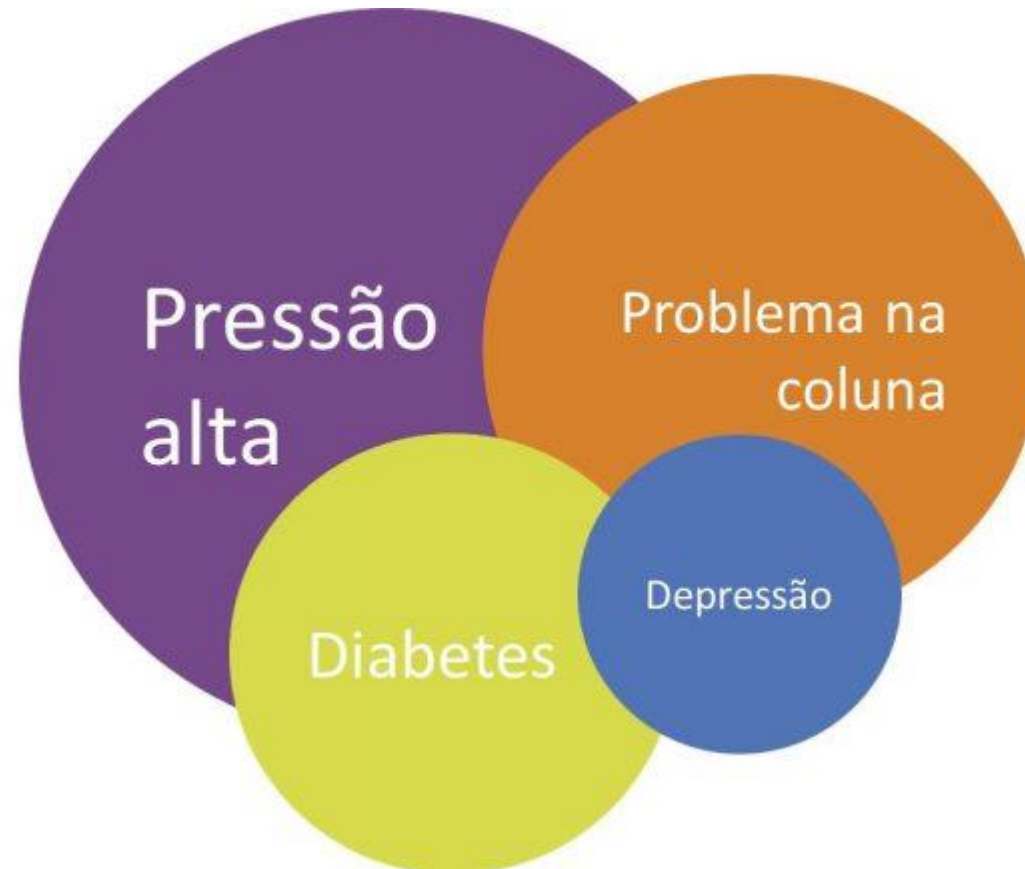 Pressão
alta
Problema na
coluna
Diabetes
Depressão